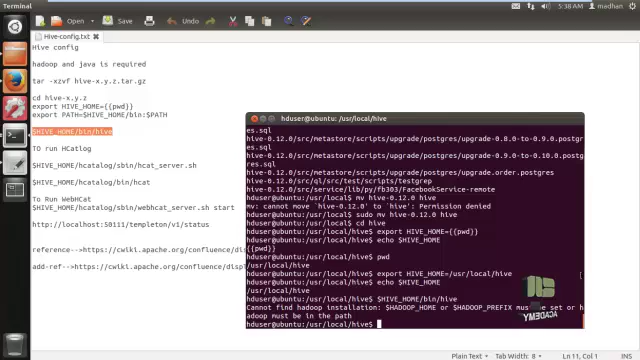 Terminal
5:38 AM
madhan
Open
Save
Undo
Hive-config.txt
Hive config
hadoop and java is required
tar -xzvf hive-x.y.z.tar.gz
cd hive-x.y.z
export HIVE_HOME={{pwd}}
export PATH=$HIVE_HOME/bin:$PATH
$HIVE_HOME/bin/hive
TO run HCatlog
$HIVE_HOME/hcatalog/sbin/hcat_server.sh
$HIVE_HOME/hcatalog/bin/hcat
To Run WebHCat
$HIVE_HOME/hcatalog/sbin/webhcat_server.sh start
http://localhost:50111/templeton/v1/status
reference-->https://cwiki.apache.org/confluence/disp
add-ref-->https://cwiki.apache.org/confluence/displ
hduser@ubuntu: /usr/local/hive
es.sql
hive-0.12.0/src/metastore/scripts/upgrade/postgres/upgrade-0.8.0-to-0.9.0.postgr
es.sql
hive-0.12.0/src/metastore/scripts/upgrade/postgres/upgrade-0.9.0-to-0.10.0.postgr
es.sql
hive-0.12.0/src/metastore/scripts/upgrade/upgrade.order.postgres
hive-0.12.0/src/ql/src/test/scripts/testgrep
hive-0.12.0/src/service/lib/py/fb303/FacebookService-remote
hduser@ubuntu:/usr/local$ mv hive-0.12.0 hive
mv: cannot move `hive-0.12.0' to `hive': Permission denied
hduser@ubuntu:/usr/local$ sudo mv hive-0.12.0 hive
hduser@ubuntu:/usr/local$ cd hive
hduser@ubuntu:/usr/local/hive$ export HIVE_HOME={{pwd}}
hduser@ubuntu:/usr/local/hive$ echo $HIVE_HOME
{{pwd}}
hduser@ubuntu:/usr/local/hive$ pwd
/usr/local/hive
hduser@ubuntu:/usr/local/hive$ export HIVE_HOME=/usr/local/hive
hduser@ubuntu:/usr/local/hive$ echo $HIVE_HOME
/usr/local/hive
hduser@ubuntu:/usr/local/hive$ $HIVE_HOME/bin/hive
Cannot find hadoop installation: $HADOOP_HOME or $HADOOP_PREFIX must be set or h
adoop must be in the path
hduser@ubuntu:/usr/local/hive$
ACADEMY
Plain Text
Tab Width: 8
Ln 11, Col 1
INS